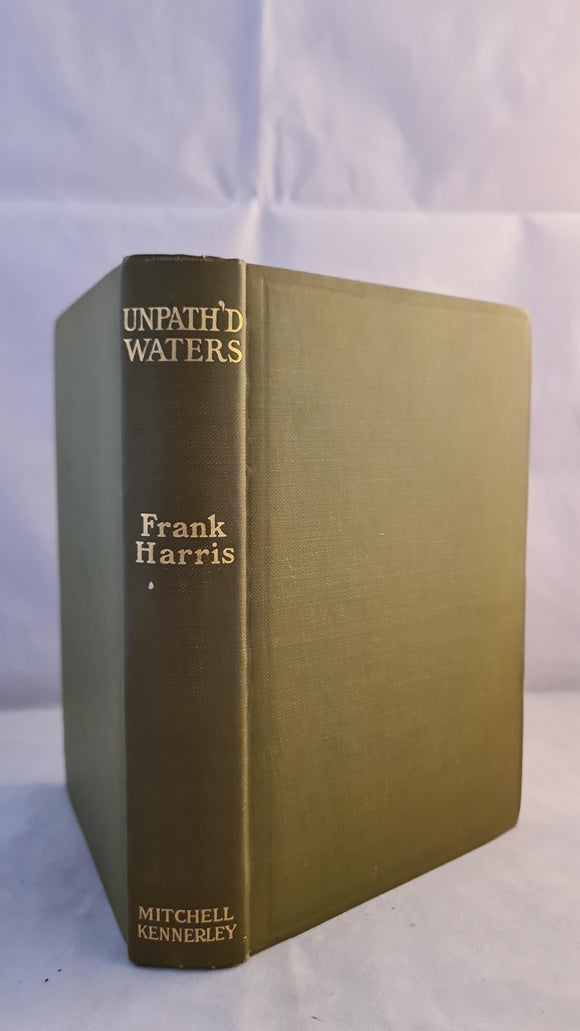 UNPATH'D
WATERS
Frank
Harris
MITCHELL
KENNERLEY